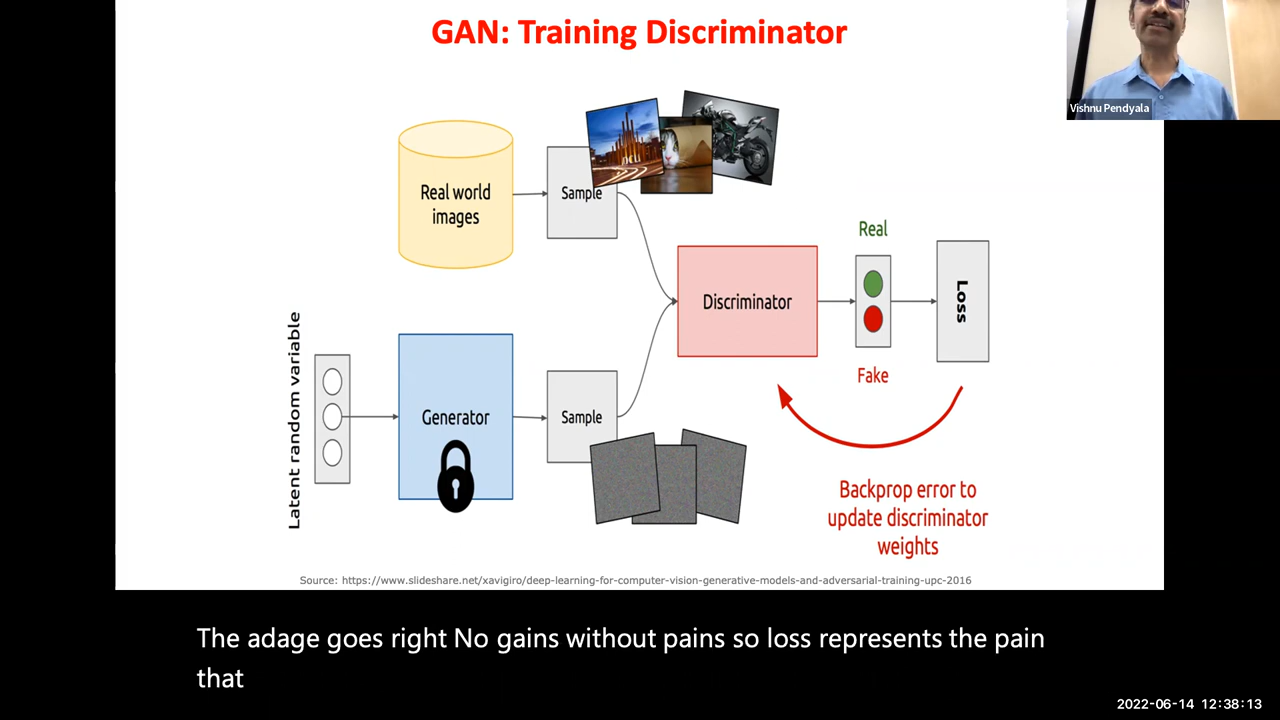 GAN: Training Discriminator
Vishnu Pendyala
Real world
images
Sample
DCU
Real
Discriminator
Loss
Fake
Latent random variable
Generator
Sample
Backprop error to
update discriminator
weights
Source: https://www.slideshare.net/xavigiro/deep-learning-for-computer-vision-generative-models-and-adversarial-training-upc-2016
The adage goes right No gains without pains so loss represents the pain
that
2022-06-14 12:38:13